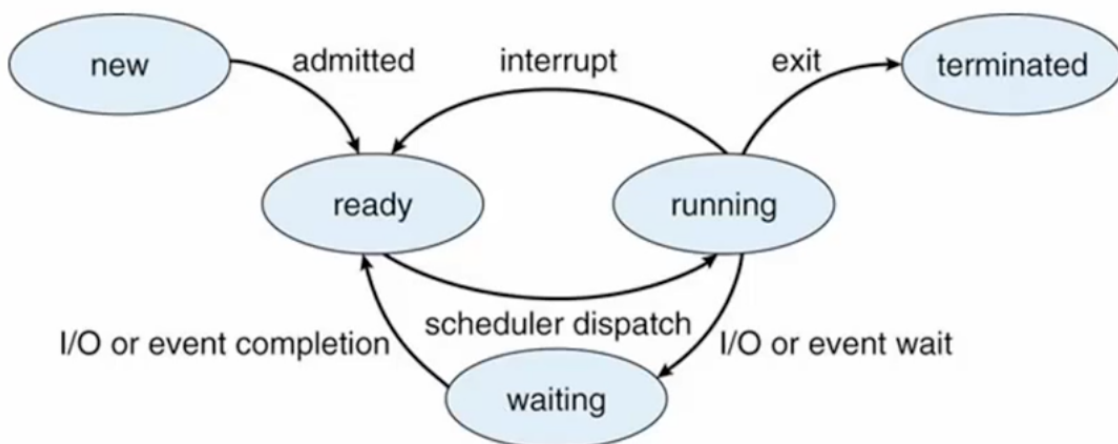 new
admitted
interrupt
exit
terminated
ready
running
scheduler dispatch
I/O or event completion
I/O or event wait
waiting